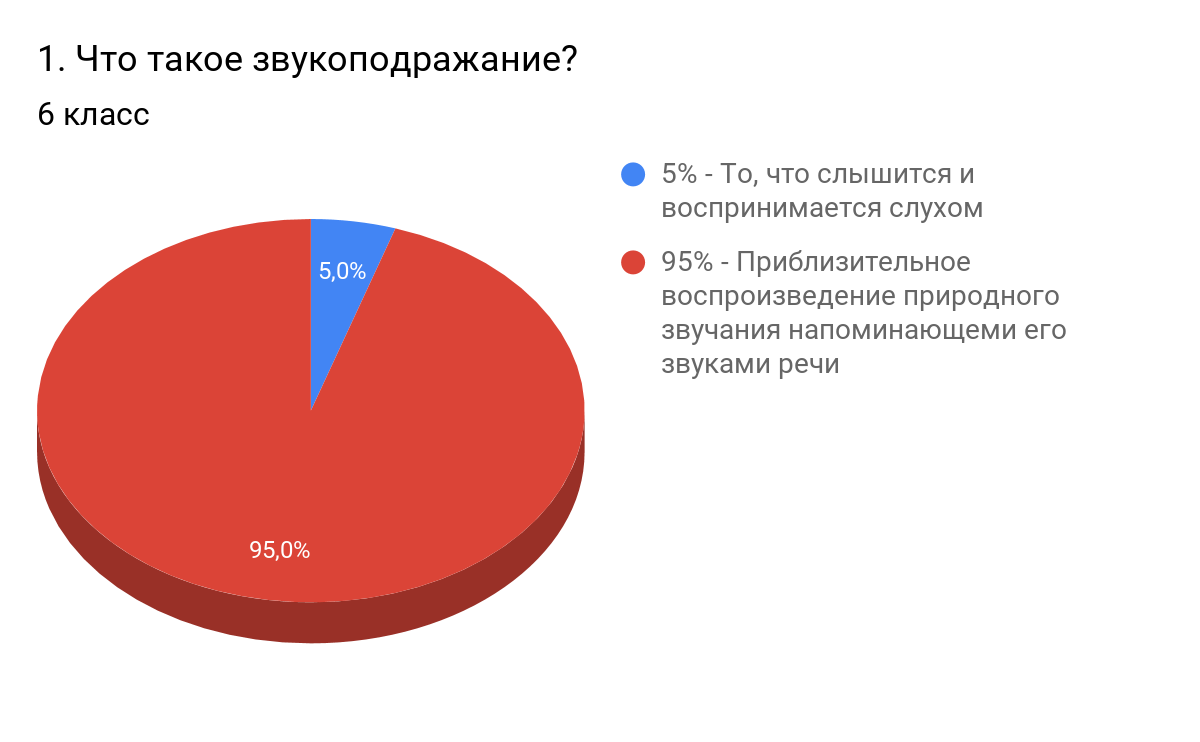 1. Что такое звукоподражание?
6 класс
5% - То, что слышится и
воспринимается слухом
95% - Приблизительное
воспроизведение природного
звучания напоминающеми его
звуками речи
5,0%
95,0%